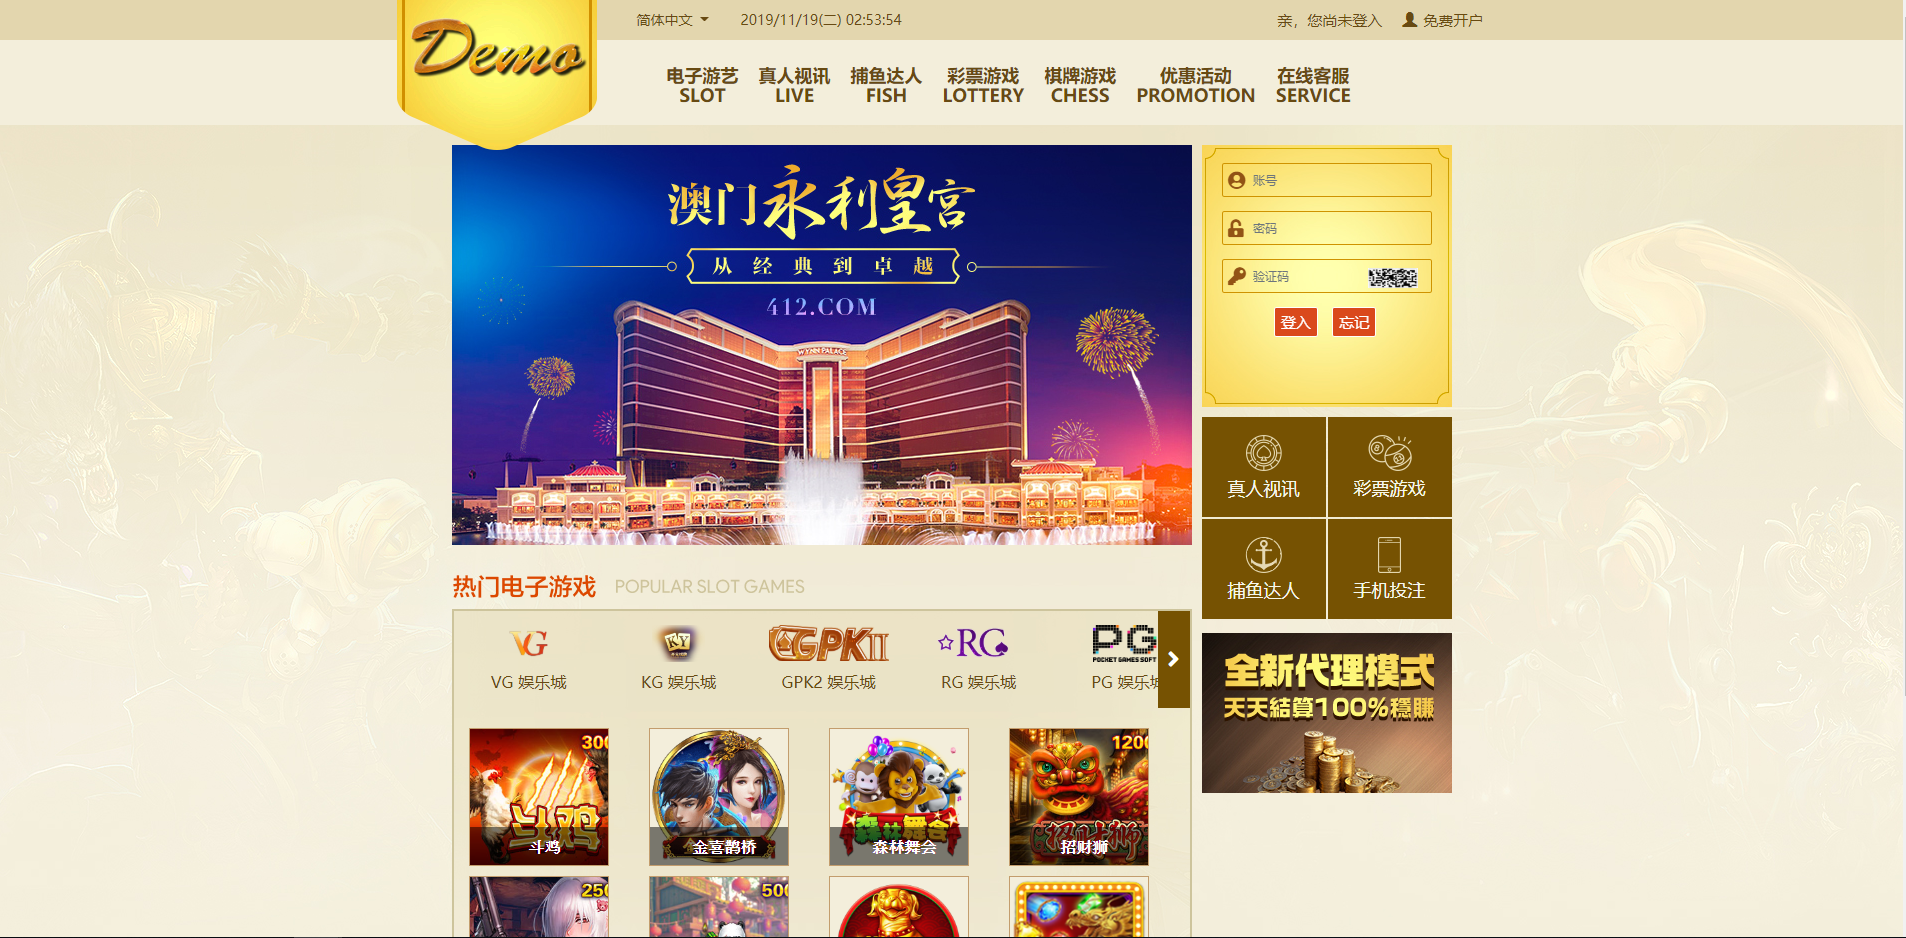 简体中文
2019/11/19(二) 02:53:54
亲，您尚未登入
免费开户
Demo
电子游艺
SLOT
真人视讯
LIVE
捕鱼达人
FISH
彩票游戏
LOTTERY
棋牌游戏
CHESS
优惠活动
PROMOTION
在线客服
SERVICE
澳门永利皇宫
从经典到卓越
412.COM
WYNN PALACE
账号
密码
验证码
登入
忘记
真人视讯
彩票游戏
捕鱼达人
手机投注
全新代理模式
天天結算100%穩賺
热门电子游戏
POPULAR SLOT GAMES
VG
KY
GPKII
RG
PG
POCKET GAMES SOFT
VG 娱乐城
KG 娱乐城
GPK2 娱乐城
RG 娱乐城
PG 娱乐城
300
斗鸡
斗鸡
金喜鹊桥
森林舞会
森林舞会
1200
招财狮
招财狮
250
500